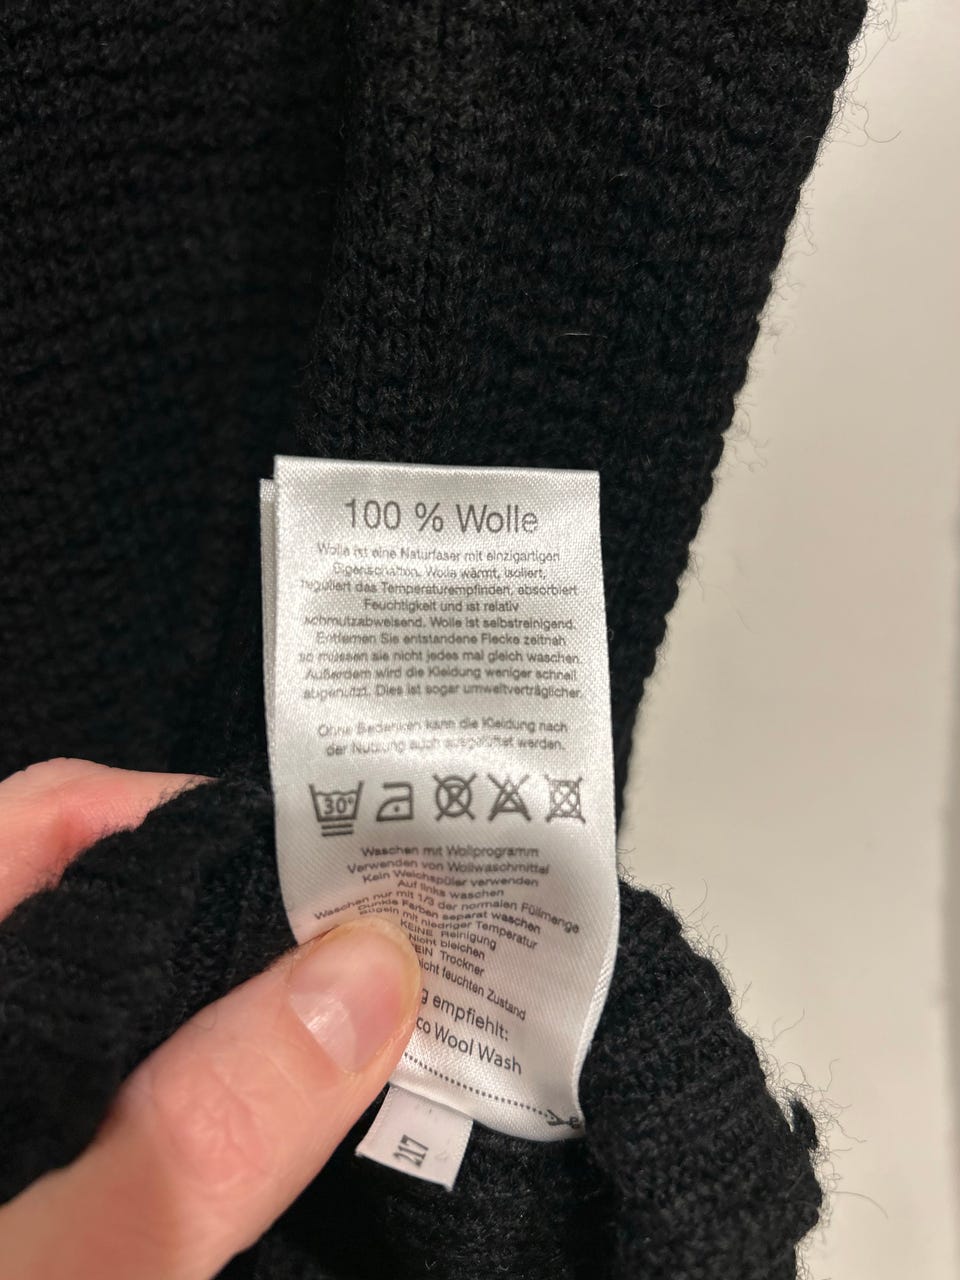 100 % Wolle
Wolle ist eine Naturfaser mit einzigartigen
Eigenschaften. Wolle wärmt, isoliert,
reguliert das Temperaturempfinden, absorbiert
Feuchtigkeit und ist relativ
schmutzabweisend. Wolle ist selbstreinigend.
Entfernen Sie entstandene Flecke zeitnah
so müssen sie nicht jedes mal gleich waschen.
Außerdem wird die Kleidung weniger schnell
abgenutzt. Dies ist sogar umweltverträglicher.
Ohne Bedenken kann die Kleidung nach
der Nutzung auch ausgelüftet werden.
30°
Waschen mit Wollprogramm
Verwenden von Wollwaschmittel
Kein Weichspüler verwenden
Auf links waschen
Waschen nur mit 1/3 der normalen Füllmenge
Dunkle Farben separat waschen
Bügeln mit niedriger Temperatur
KEINE Reinigung
Nicht bleichen
EIN Trockner
icht feuchten Zustand
g empfiehlt:
co Wool Wash
217